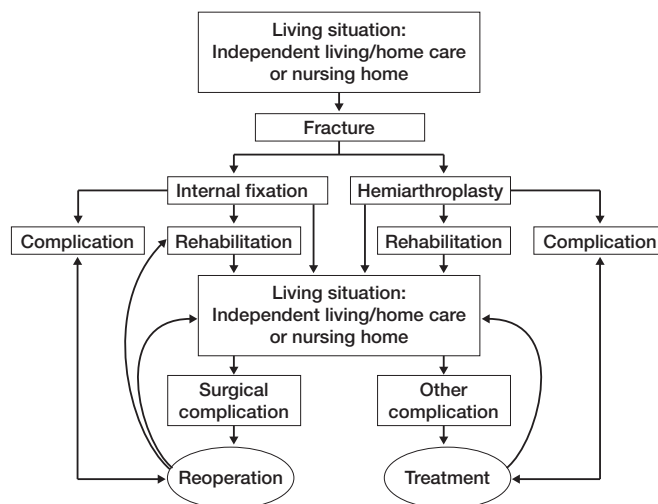 Living situation:
Independent living/home care
or nursing home
Fracture
Internal fixation
Hemiarthroplasty
Complication
Rehabilitation
Rehabilitation
Complication
Living situation:
Independent living/home care
or nursing home
Surgical
complication
Other
complication
Reoperation
Treatment